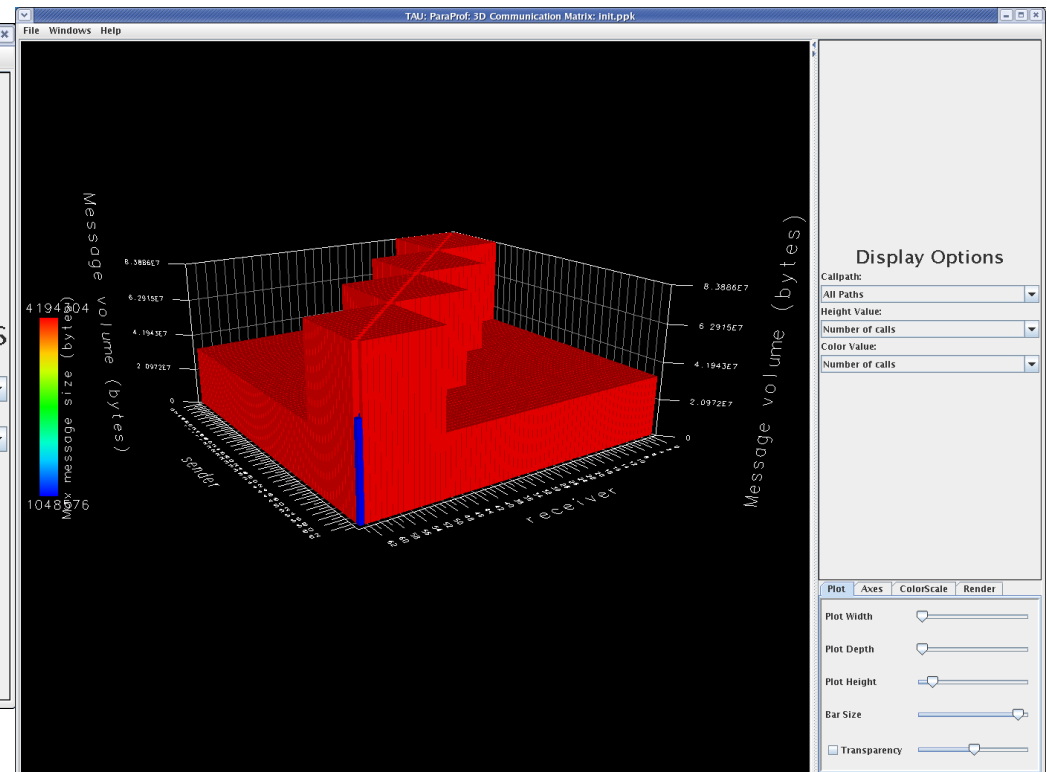 TAU: ParaProf: 3D Communication Matrix: init.ppk
File Windows Help
Message volume (bytes)
8.3886E7
6.2915E7
4.1943E7
2.0972E7
0
4194304
Max message size (bytes)
1048576
sender
receiver
62 60
8.3886E7
6.2915E7
4.1943E7
2.0972E7
0
Message volume (bytes)
Display Options
Callpath:
All Paths
Height Value:
Number of calls
Color Value:
Number of calls
Plot Axes ColorScale Render
Plot Width
Plot Depth
Plot Height
Bar Size
Transparency